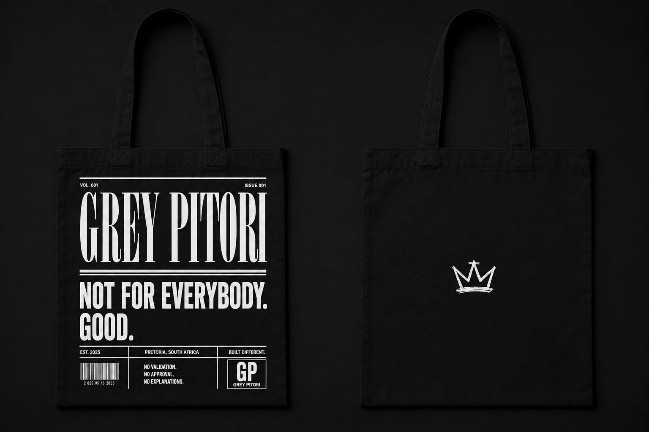 VOL. 001
ISSUE 001
GREY PITORI
NOT FOR EVERYBODY.
GOOD.
EST. 2025
PRETORIA, SOUTH AFRICA
BUILT DIFFERENT.
NO VALIDATION.
NO APPROVAL.
NO EXPLANATIONS.
GP
GREY PITORI